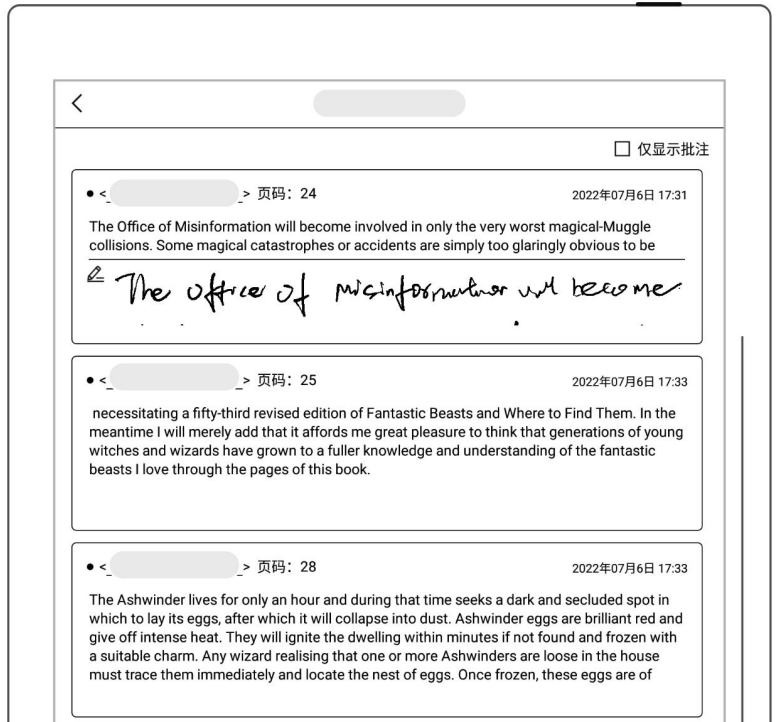 仅显示批注
< _> 页码：24
2022年07月6日 17:31
The Office of Misinformation will become involved in only the very worst magical-Muggle
collisions. Some magical catastrophes or accidents are simply too glaringly obvious to be
The office of misinformation will become
<_ _> 页码：25
2022年07月6日 17:33
necessitating a fifty-third revised edition of Fantastic Beasts and Where to Find Them. In the
meantime I will merely add that it affords me great pleasure to think that generations of young
witches and wizards have grown to a fuller knowledge and understanding of the fantastic
beasts I love through the pages of this book.
<_ _> 页码：28
2022年07月6日 17:33
The Ashwinder lives for only an hour and during that time seeks a dark and secluded spot in
which to lay its eggs, after which it will collapse into dust. Ashwinder eggs are brilliant red and
give off intense heat. They will ignite the dwelling within minutes if not found and frozen with
a suitable charm. Any wizard realising that one or more Ashwinders are loose in the house
must trace them immediately and locate the nest of eggs. Once frozen, these eggs are of